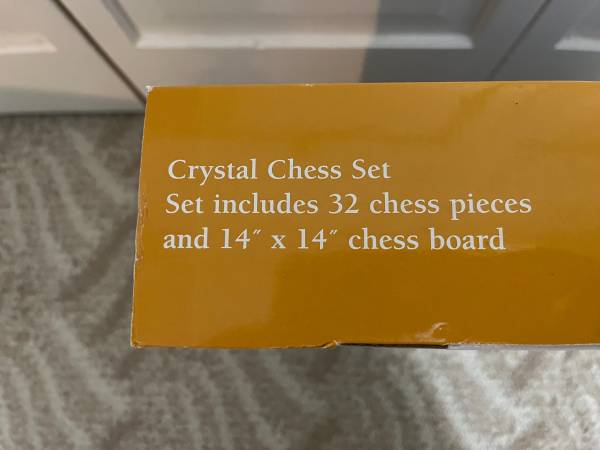 Crystal Chess Set
Set includes 32 chess pieces
and 14″ x 14″ chess board